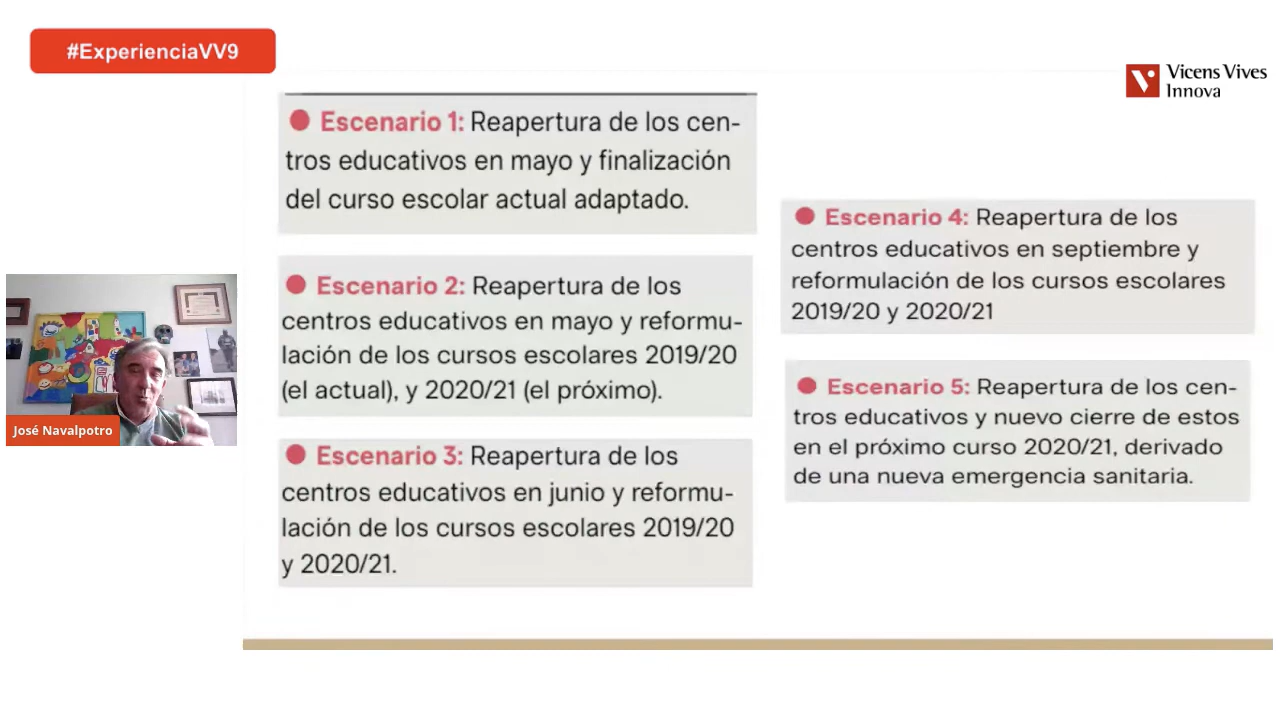 #ExperienciaVV9
Vicens Vives
Innova
Escenario 1: Reapertura de los cen-
tros educativos en mayo y finalización
del curso escolar actual adaptado.
Escenario 2: Reapertura de los
centros educativos en mayo y reformu-
lación de los cursos escolares 2019/20
(el actual), y 2020/21 (el próximo).
Escenario 3: Reapertura de los
centros educativos en junio y reformu-
lación de los cursos escolares 2019/20
y 2020/21.
Escenario 4: Reapertura de los
centros educativos en septiembre y
reformulación de los cursos escolares
2019/20 y 2020/21
Escenario 5: Reapertura de los cen-
tros educativos y nuevo cierre de estos
en el próximo curso 2020/21, derivado
de una nueva emergencia sanitaria.
José Navalpotro